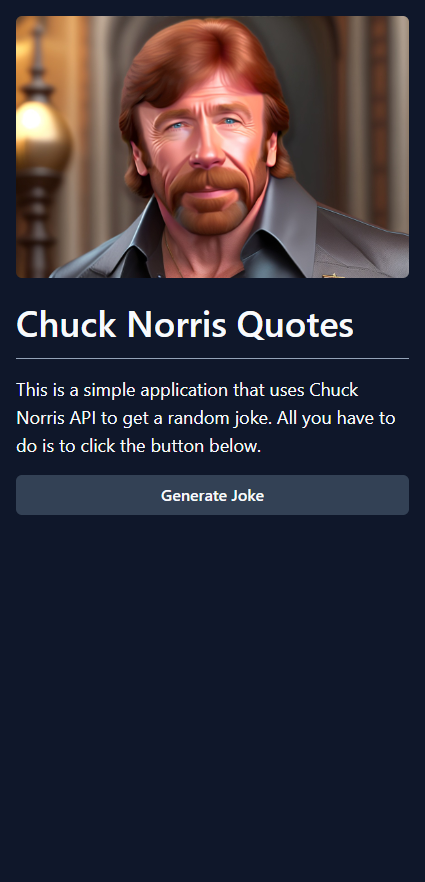 Chuck Norris Quotes
This is a simple application that uses Chuck
Norris API to get a random joke. All you have to
do is to click the button below.
Generate Joke